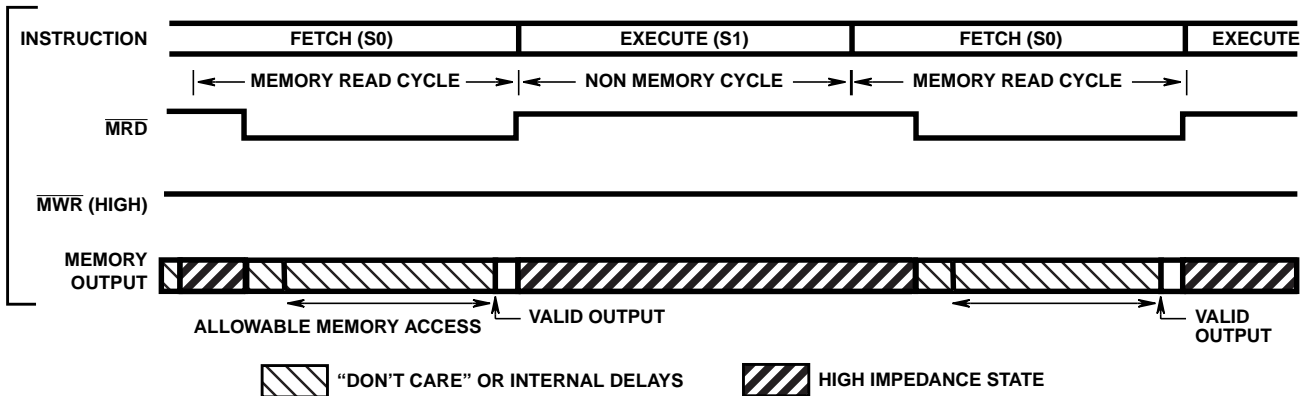 INSTRUCTION FETCH (S0) EXECUTE (S1) FETCH (S0) EXECUTE
MEMORY READ CYCLE NON MEMORY CYCLE MEMORY READ CYCLE
MRD
MWR (HIGH)
MEMORY
OUTPUT
ALLOWABLE MEMORY ACCESS
VALID OUTPUT
VALID
OUTPUT
“DON’T CARE” OR INTERNAL DELAYS
HIGH IMPEDANCE STATE